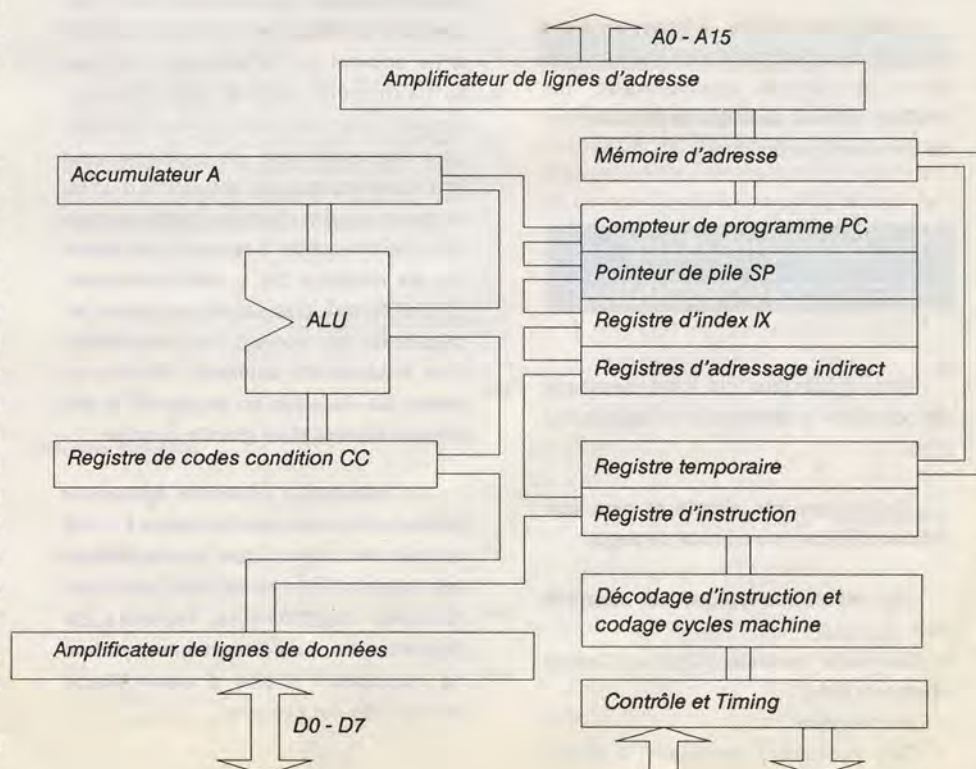 A0 - A15
Amplificateur de lignes d'adresse
Mémoire d'adresse
Accumulateur A
Compteur de programme PC
Pointeur de pile SP
ALU
Registre d'index IX
Registres d'adressage indirect
Registre de codes condition CC
Registre temporaire
Registre d'instruction
Décodage d'instruction et
codage cycles machine
Amplificateur de lignes de données
Contrôle et Timing
D0 - D7